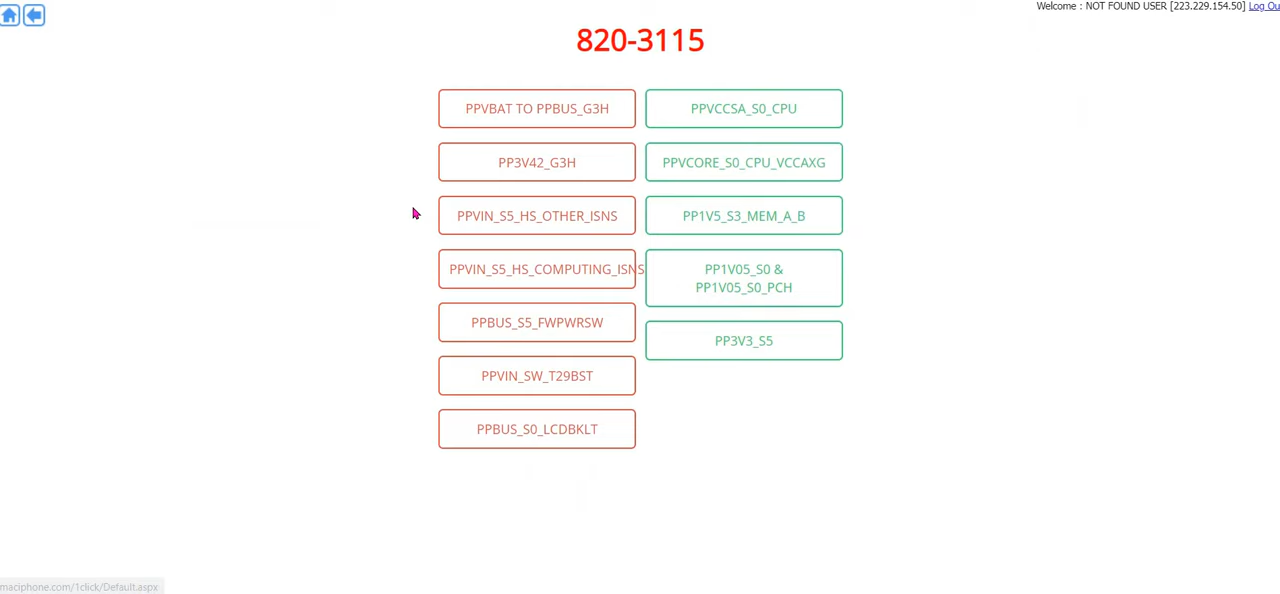 Welcome : NOT FOUND USER [223.229.154.50] Log Ou
820-3115
PPVBAT TO PPBUS_G3H
PP3V42_G3H
PPVIN_S5_HS_OTHER_ISNS
PPVIN_S5_HS_COMPUTING_ISNS
PPBUS_S5_FWPWRSW
PPVIN_SW_T29BST
PPBUS_S0_LCDBKLT
PPVCCSA_S0_CPU
PPVCORE_S0_CPU_VCCAXG
PP1V5_S3_MEM_A_B
PP1V05_S0 &
PP1V05_S0_PCH
PP3V3_S5
maciphone.com/1click/Default.aspx